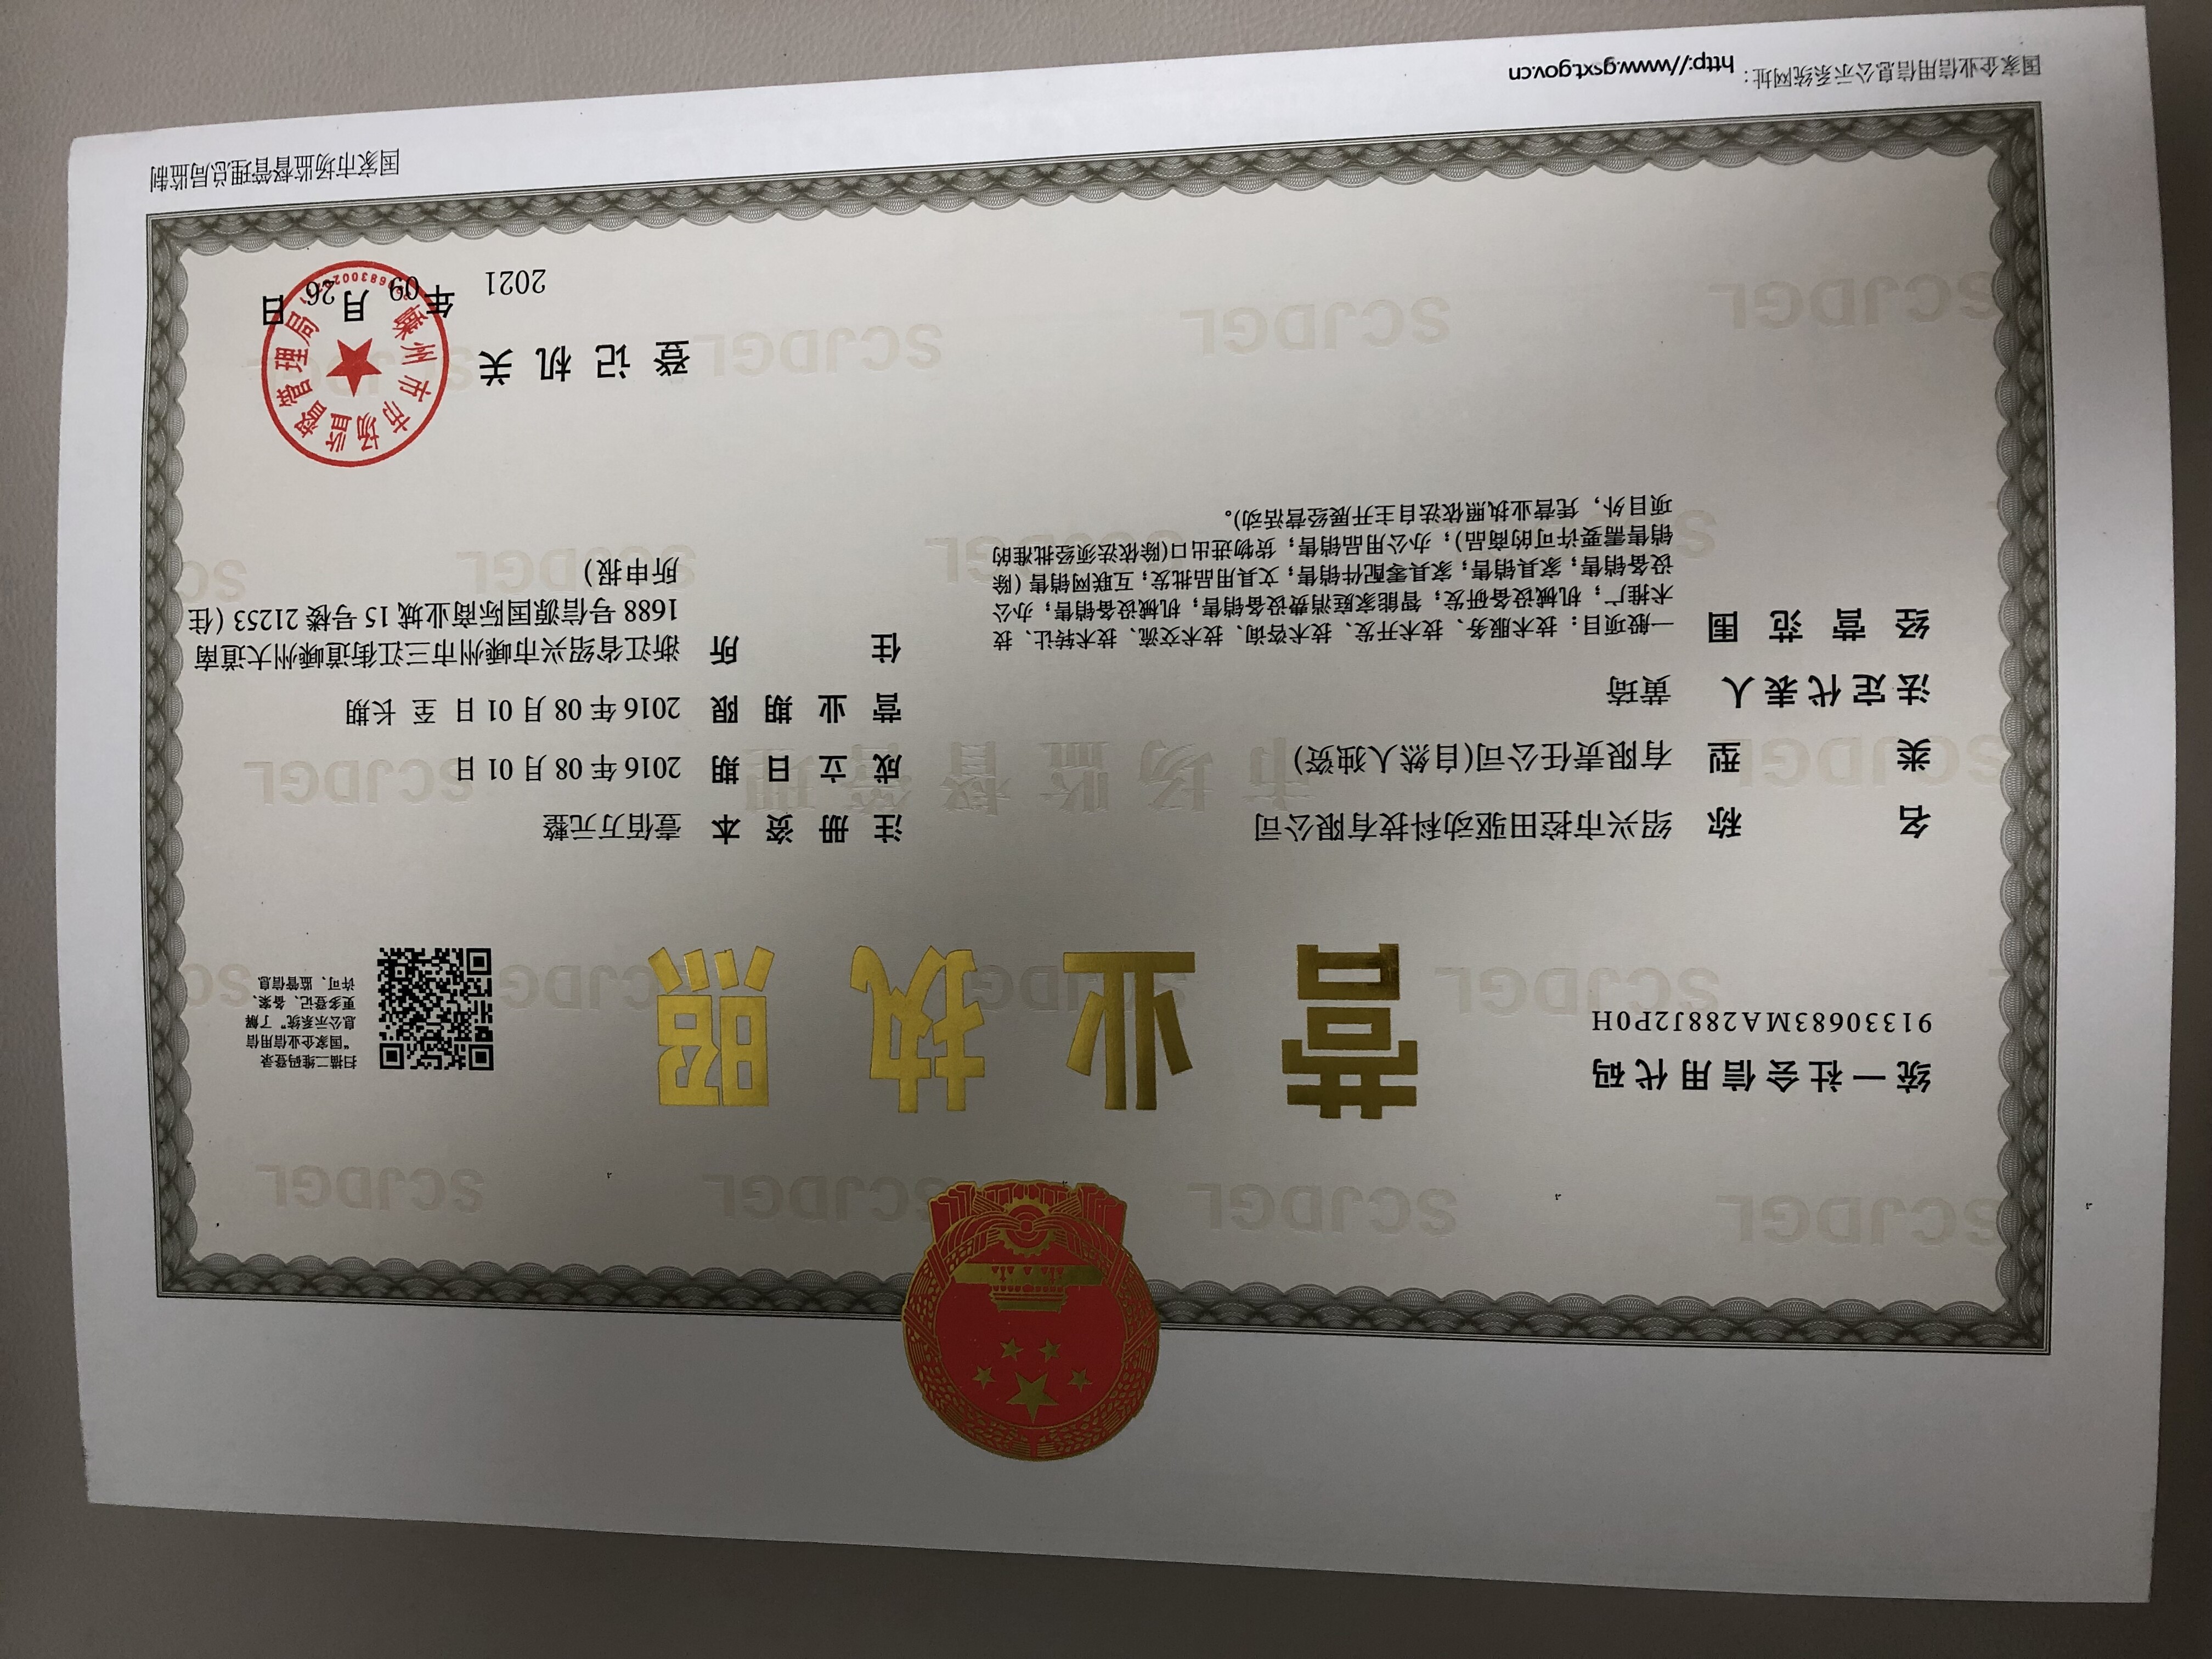 统一社会信用代码
91330683MA288J2P0H
营业执照
扫描二维码登录
“国家企业信用信
息公示系统”了解
更多登记、备案、
许可、监管信息
名称 绍兴市控田驱动科技有限公司
类型 有限责任公司(自然人独资)
法定代表人 黄琦
经营范围 一般项目：技术服务、技术开发、技术咨询、技术交流、技术转让、技
术推广；机械设备研发；智能家庭消费设备销售；机械设备销售；办公
设备销售；家具销售；家具零配件销售；文具用品批发；互联网销售（除
销售需要许可的商品）；办公用品销售；货物进出口(除依法须经批准的
项目外，凭营业执照依法自主开展经营活动)。
注册资本 壹佰万元整
成立日期 2016年08月01日
营业期限 2016年08月01日 至 长期
住所 浙江省绍兴市嵊州市三江街道嵊州大道南
1688号信源国际商业城15号楼21253（住
所申报）
登记机关
嵊州市市场监督管理局
2021年09月26日
国家企业信用信息公示系统网址：http://www.gsxt.gov.cn
国家市场监督管理总局监制
市场监督管理
SCJDGL